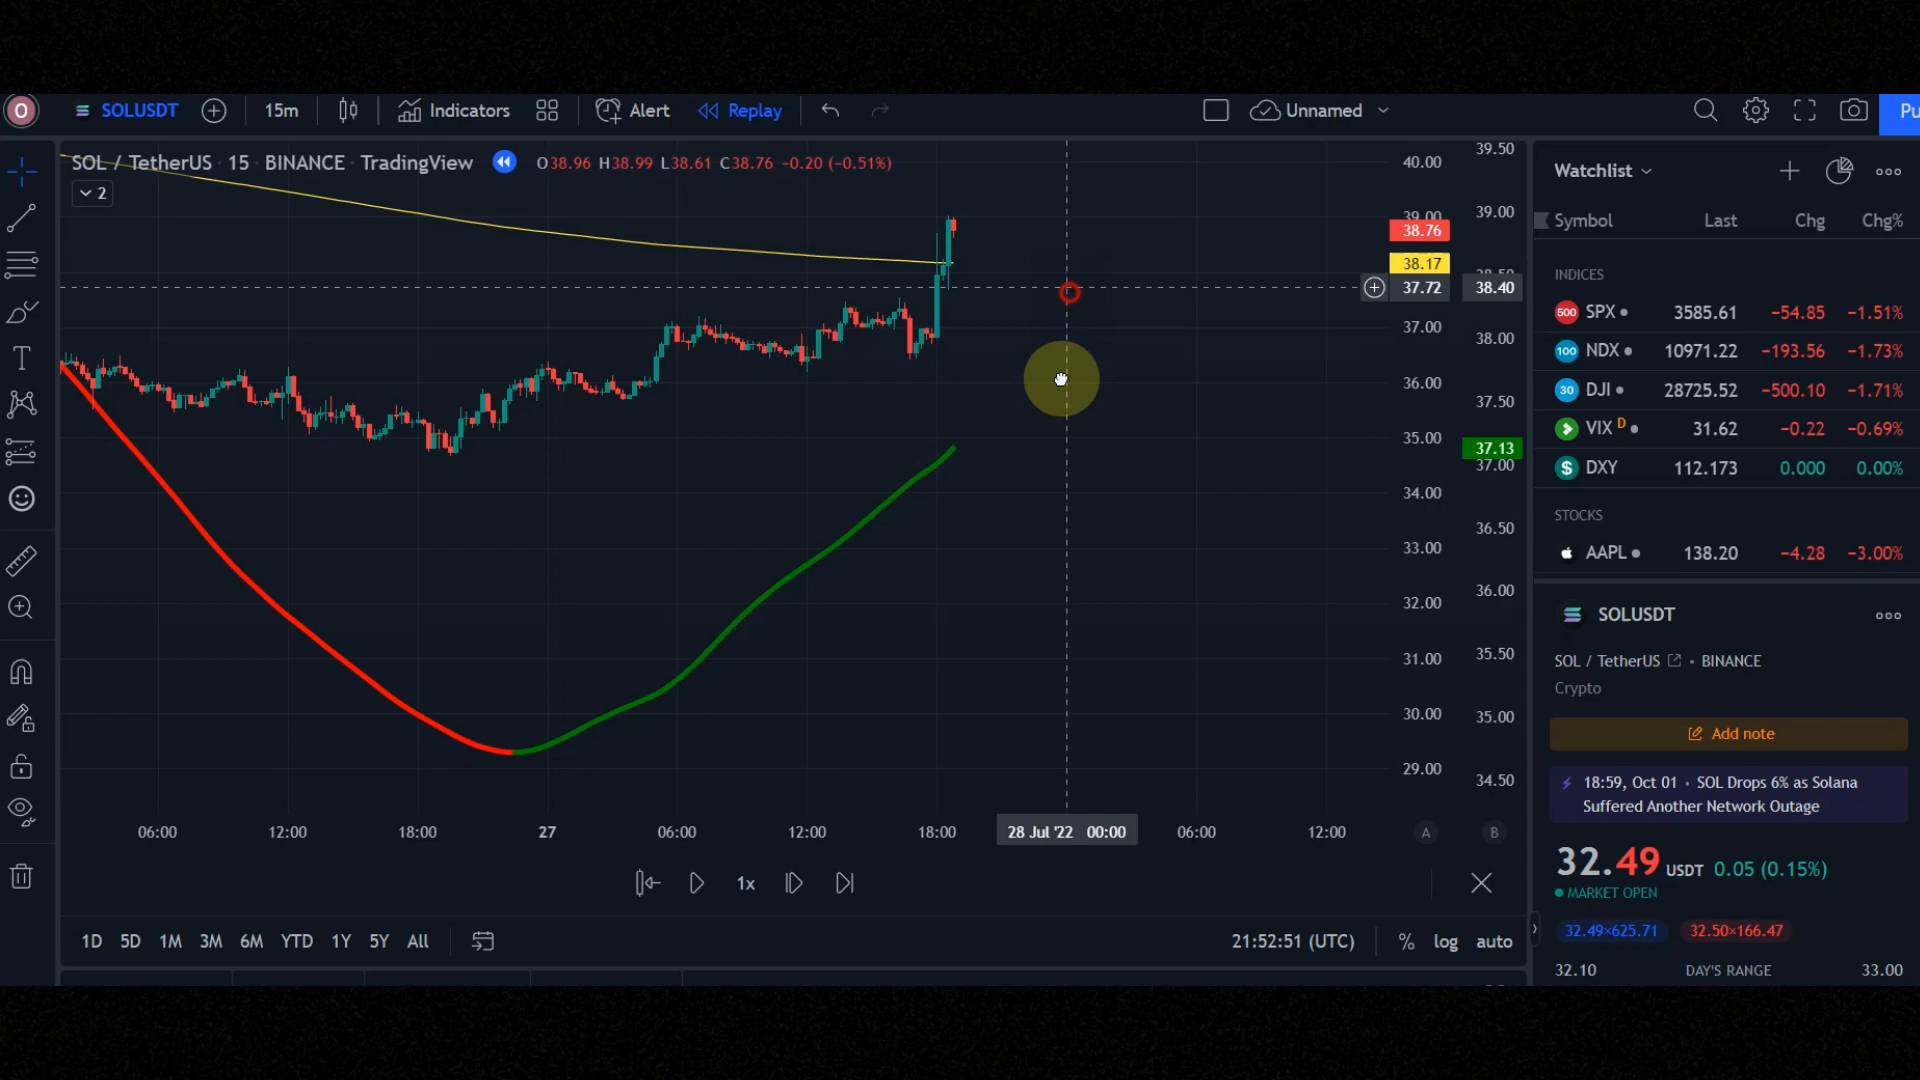 O SOLUSDT 15m Indicators Alert Replay Unnamed Pu
SOL / TetherUS · 15 · BINANCE · TradingView O38.96 H38.99 L38.61 C38.76 −0.20 (−0.51%)
2
40.00 39.50
39.00 39.00
38.76
38.17
37.72 38.40
37.00 38.00
36.00 37.50
35.00
37.13
37.00
34.00 36.50
33.00
32.00 36.00
31.00 35.50
30.00 35.00
29.00 34.50
06:00 12:00 18:00 27 06:00 12:00 18:00 28 Jul '22 00:00 06:00 12:00 A B
1x
1D 5D 1M 3M 6M YTD 1Y 5Y All 21:52:51 (UTC) % log auto
Watchlist
Symbol Last Chg Chg%
INDICES
500 SPX 3585.61 −54.85 −1.51%
100 NDX 10971.22 −193.56 −1.73%
30 DJI 28725.52 −500.10 −1.71%
VIX D 31.62 −0.22 −0.69%
$ DXY 112.173 0.000 0.00%
STOCKS
AAPL 138.20 −4.28 −3.00%
SOLUSDT
SOL / TetherUS • BINANCE
Crypto
Add note
18:59, Oct 01 • SOL Drops 6% as Solana
Suffered Another Network Outage
32.49 USDT 0.05 (0.15%)
MARKET OPEN
32.49×625.71 32.50×166.47
32.10 DAY'S RANGE 33.00